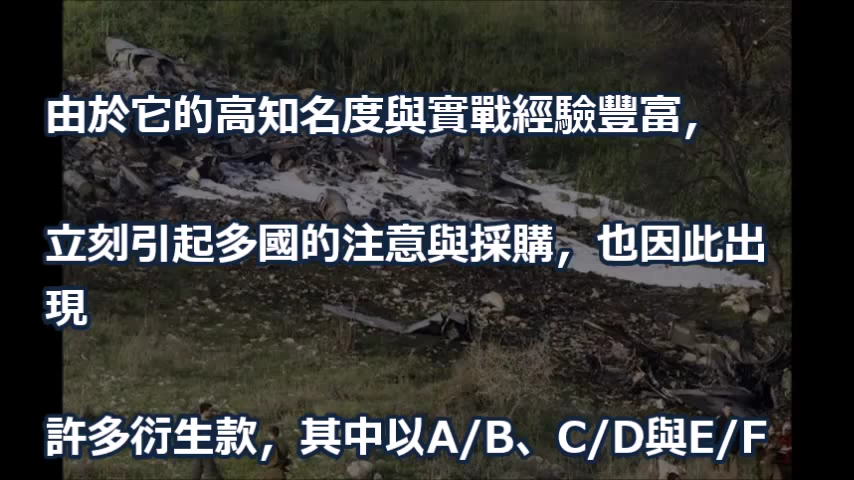 由於它的高知名度與實戰經驗豐富，
立刻引起多國的注意與採購，也因此出
現
許多衍生款，其中以A/B、C/D與E/F